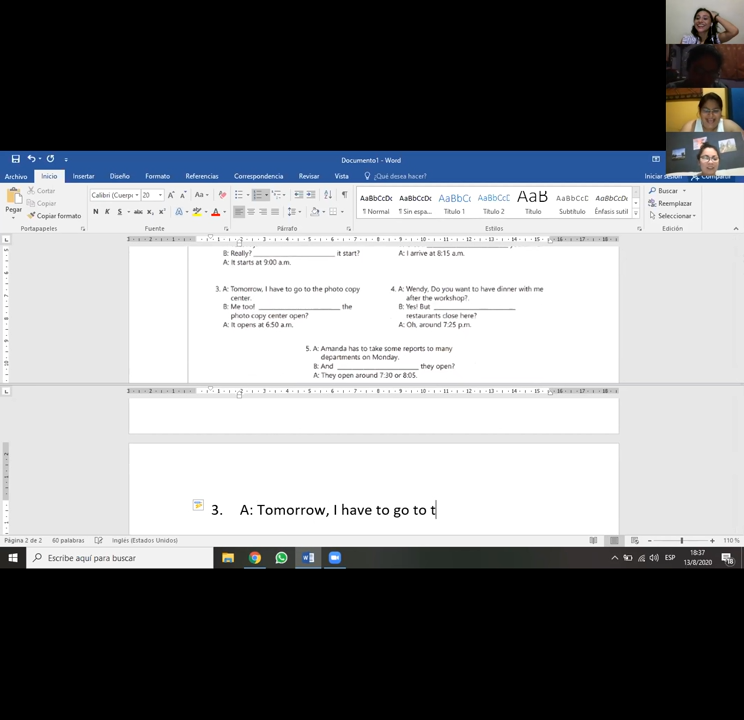 Documento1 - Word
Archivo Inicio Insertar Diseño Formato Referencias Correspondencia Revisar Vista ¿Qué desea hacer? Iniciar sesión Compartir
Cortar
Copiar
Copiar formato
Pegar
Portapapeles
Calibri (Cuerpo 20
N K S abc
Fuente
Párrafo
AaBbCcDc AaBbCcDc AaBbCc AaBbCcC AaB AaBbCcC AaBbCcDc
¶ Normal ¶ Sin espa... Título 1 Título 2 Título Subtítulo Énfasis sutil
Estilos
Buscar
Reemplazar
Seleccionar
Edición
B: Really? ____________________ it start?
A: It starts at 9:00 a.m.
A: I arrive at 8:15 a.m.
3. A: Tomorrow, I have to go to the photo copy
center.
B: Me too! ____________________ the
photo copy center open?
A: It opens at 6:50 a.m.
4. A: Wendy, Do you want to have dinner with me
after the workshop?.
B: Yes! But ____________________
restaurants close here?
A: Oh, around 7:25 p.m.
5. A: Amanda has to take some reports to many
departments on Monday.
B: And ____________________ they open?
A: They open around 7:30 or 8:05.
3. A: Tomorrow, I have to go to t
Página 2 de 2 60 palabras Inglés (Estados Unidos) 110 %
Escribe aquí para buscar
ESP
18:37
13/8/2020
18